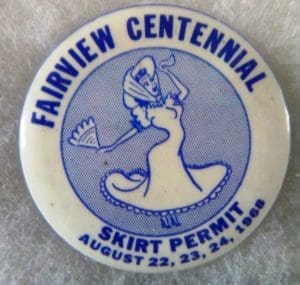 FAIRVIEW CENTENNIAL
SKIRT PERMIT
AUGUST 22, 23, 24, 1968